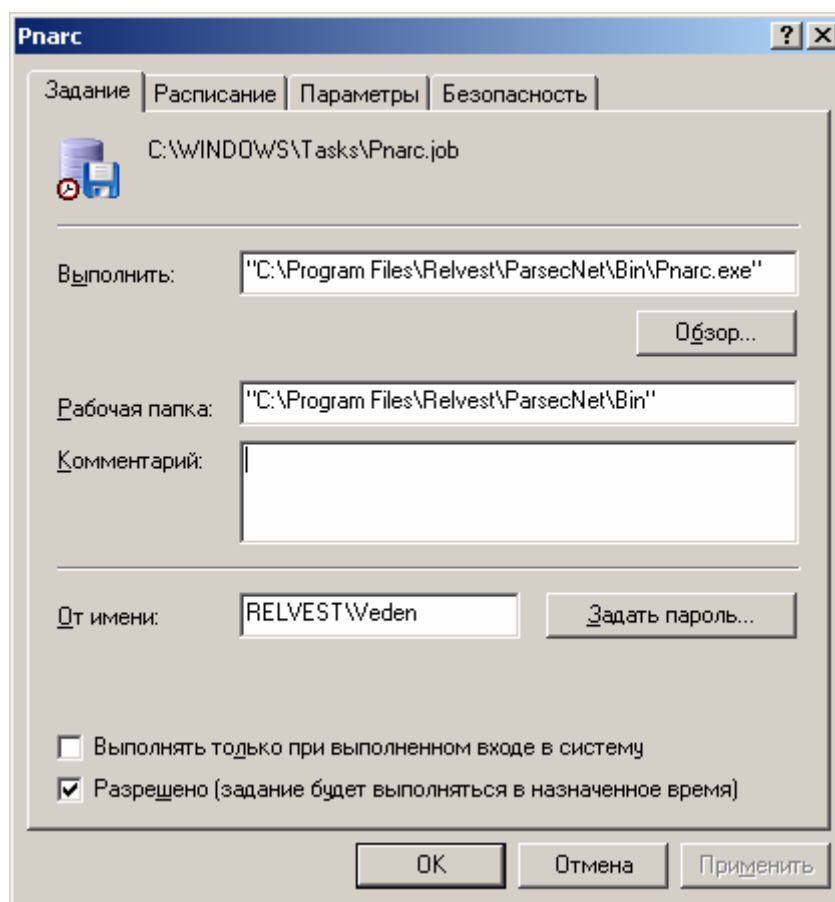 Pnarc
Задание Расписание Параметры Безопасность
C:\WINDOWS\Tasks\Pnarc.job
Выполнить: "C:\Program Files\Relvest\ParsecNet\Bin\Pnarc.exe"
Обзор...
Рабочая папка: "C:\Program Files\Relvest\ParsecNet\Bin"
Комментарий:
От имени: RELVEST\Veden Задать пароль...
Выполнять только при выполненном входе в систему
Разрешено (задание будет выполняться в назначенное время)
OK Отмена Применить